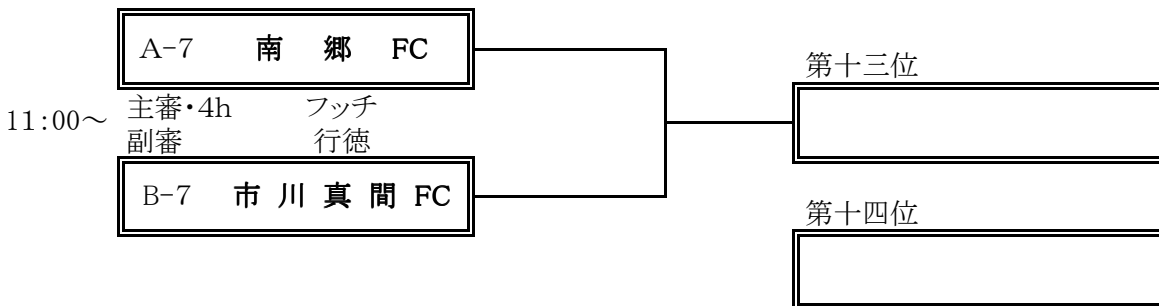 A-7 南 郷 FC
第十三位
11:00～
主審・4h フッチ
副審 行徳
B-7 市 川 真 間 FC
第十四位